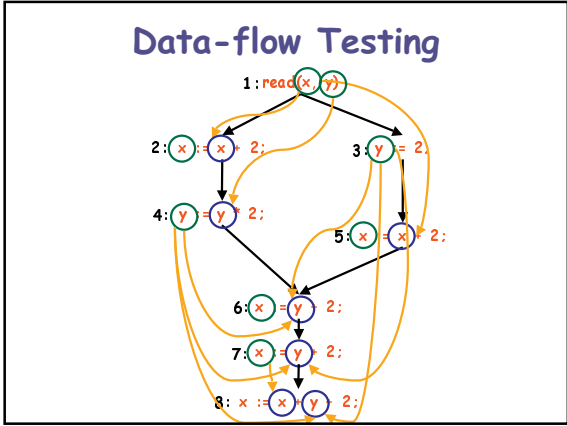 Data-flow Testing
1:read(x, y)
2: x := x + 2;
3: y := 2;
4: y := y * 2;
5: x := x + 2;
6: x := y + 2;
7: x := y + 2;
8: x := x + y + 2;